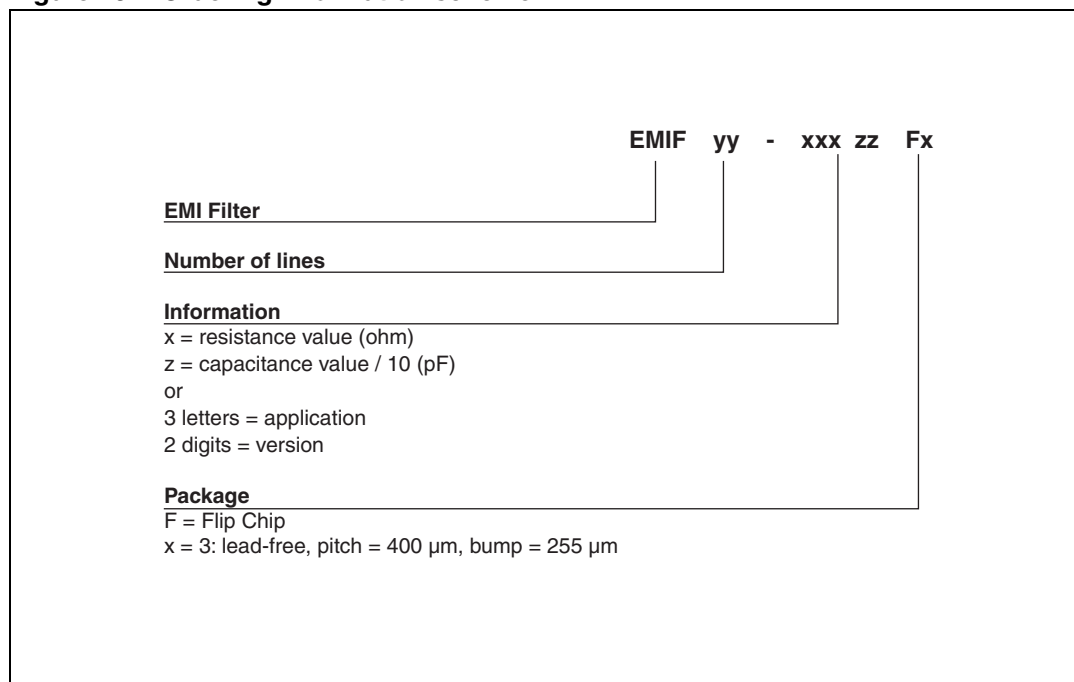 EMIF yy - xxx zz Fx
EMI Filter
Number of lines
Information
x = resistance value (ohm)
z = capacitance value / 10 (pF)
or
3 letters = application
2 digits = version
Package
F = Flip Chip
x = 3: lead-free, pitch = 400 µm, bump = 255 µm